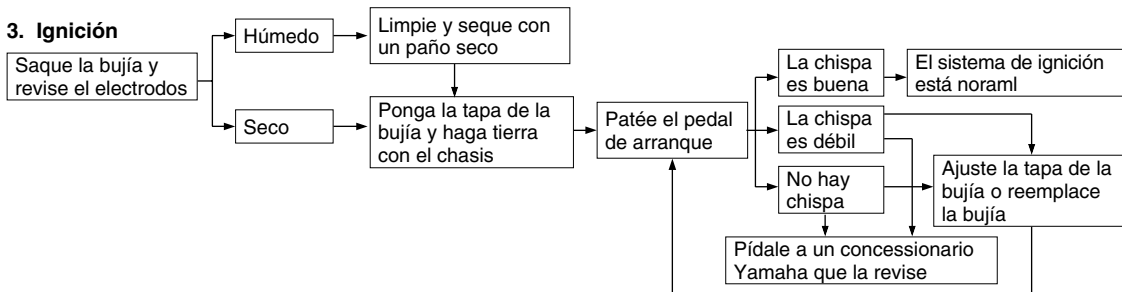 3. Ignición
Saque la bujía y
revise el electrodos
Húmedo
Limpie y seque con
un paño seco
Seco
Ponga la tapa de la
bujía y haga tierra
con el chasis
Patée el pedal
de arranque
La chispa
es buena
El sistema de ignición
está noraml
La chispa
es débil
No hay
chispa
Ajuste la tapa de la
bujía o reemplace
la bujía
Pídale a un concessionario
Yamaha que la revise